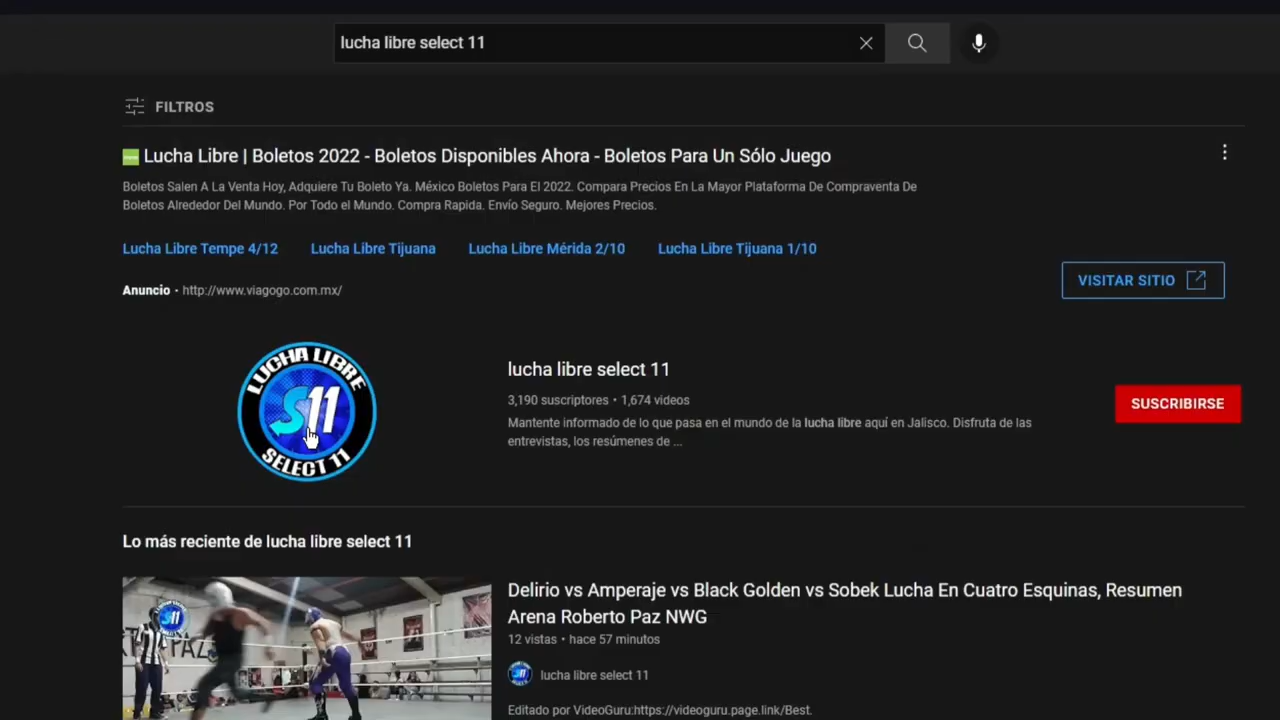 lucha libre select 11
FILTROS
Lucha Libre | Boletos 2022 - Boletos Disponibles Ahora - Boletos Para Un Sólo Juego
Boletos Salen A La Venta Hoy, Adquiere Tu Boleto Ya. México Boletos Para El 2022. Compara Precios En La Mayor Plataforma De Compraventa De
Boletos Alrededor Del Mundo. Por Todo el Mundo. Compra Rapida. Envío Seguro. Mejores Precios.
Lucha Libre Tempe 4/12 Lucha Libre Tijuana Lucha Libre Mérida 2/10 Lucha Libre Tijuana 1/10
VISITAR SITIO
Anuncio · http://www.viagogo.com.mx/
LUCHA LIBRE
S11
SELECT 11
lucha libre select 11
3,190 suscriptores • 1,674 videos
Mantente informado de lo que pasa en el mundo de la lucha libre aquí en Jalisco. Disfruta de las
entrevistas, los resúmenes de ...
SUSCRIBIRSE
Lo más reciente de lucha libre select 11
S11
Delirio vs Amperaje vs Black Golden vs Sobek Lucha En Cuatro Esquinas, Resumen
Arena Roberto Paz NWG
12 vistas • hace 57 minutos
S11
lucha libre select 11
Editado por VideoGuru:https://videoguru.page.link/Best.